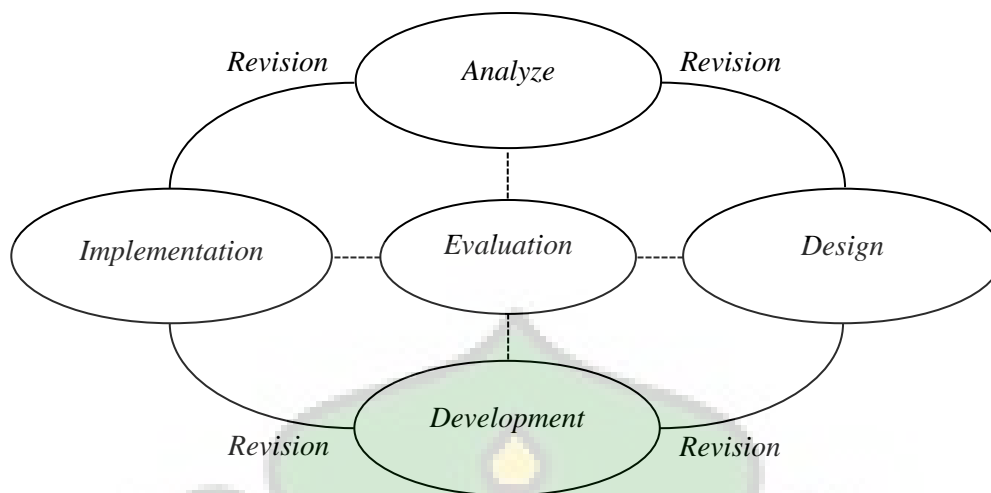 Revision
Analyze
Revision
Implementation
Evaluation
Design
Development
Revision
Revision